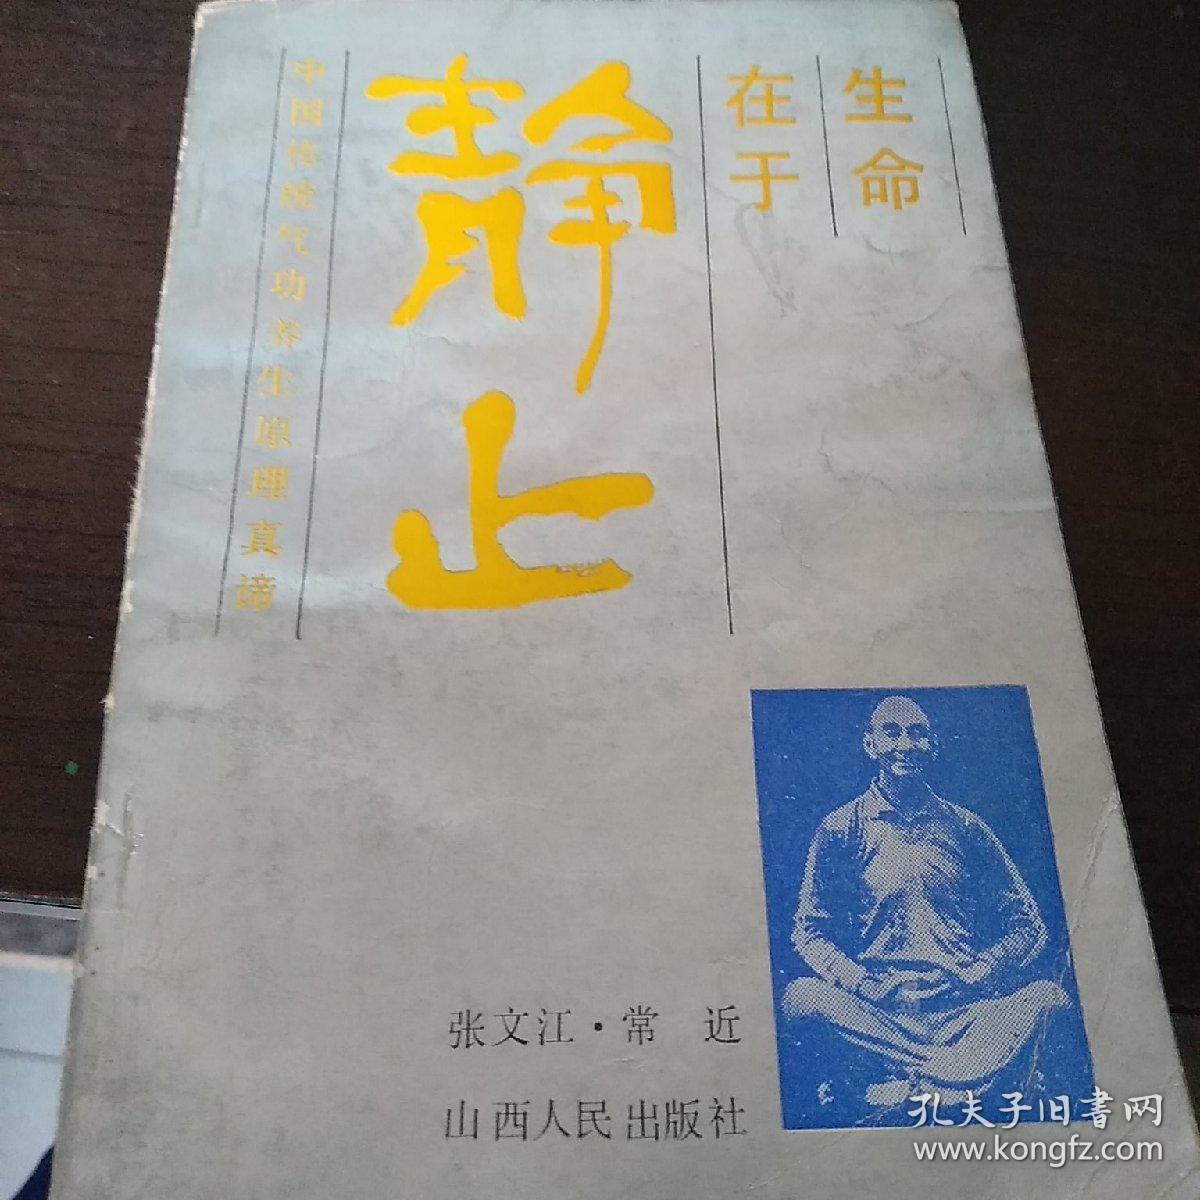 生命
在于
静止
中国传统气功养生原理真谛
张文江·常 近
山西人民出版社
孔夫子旧書网
www.kongfz.com